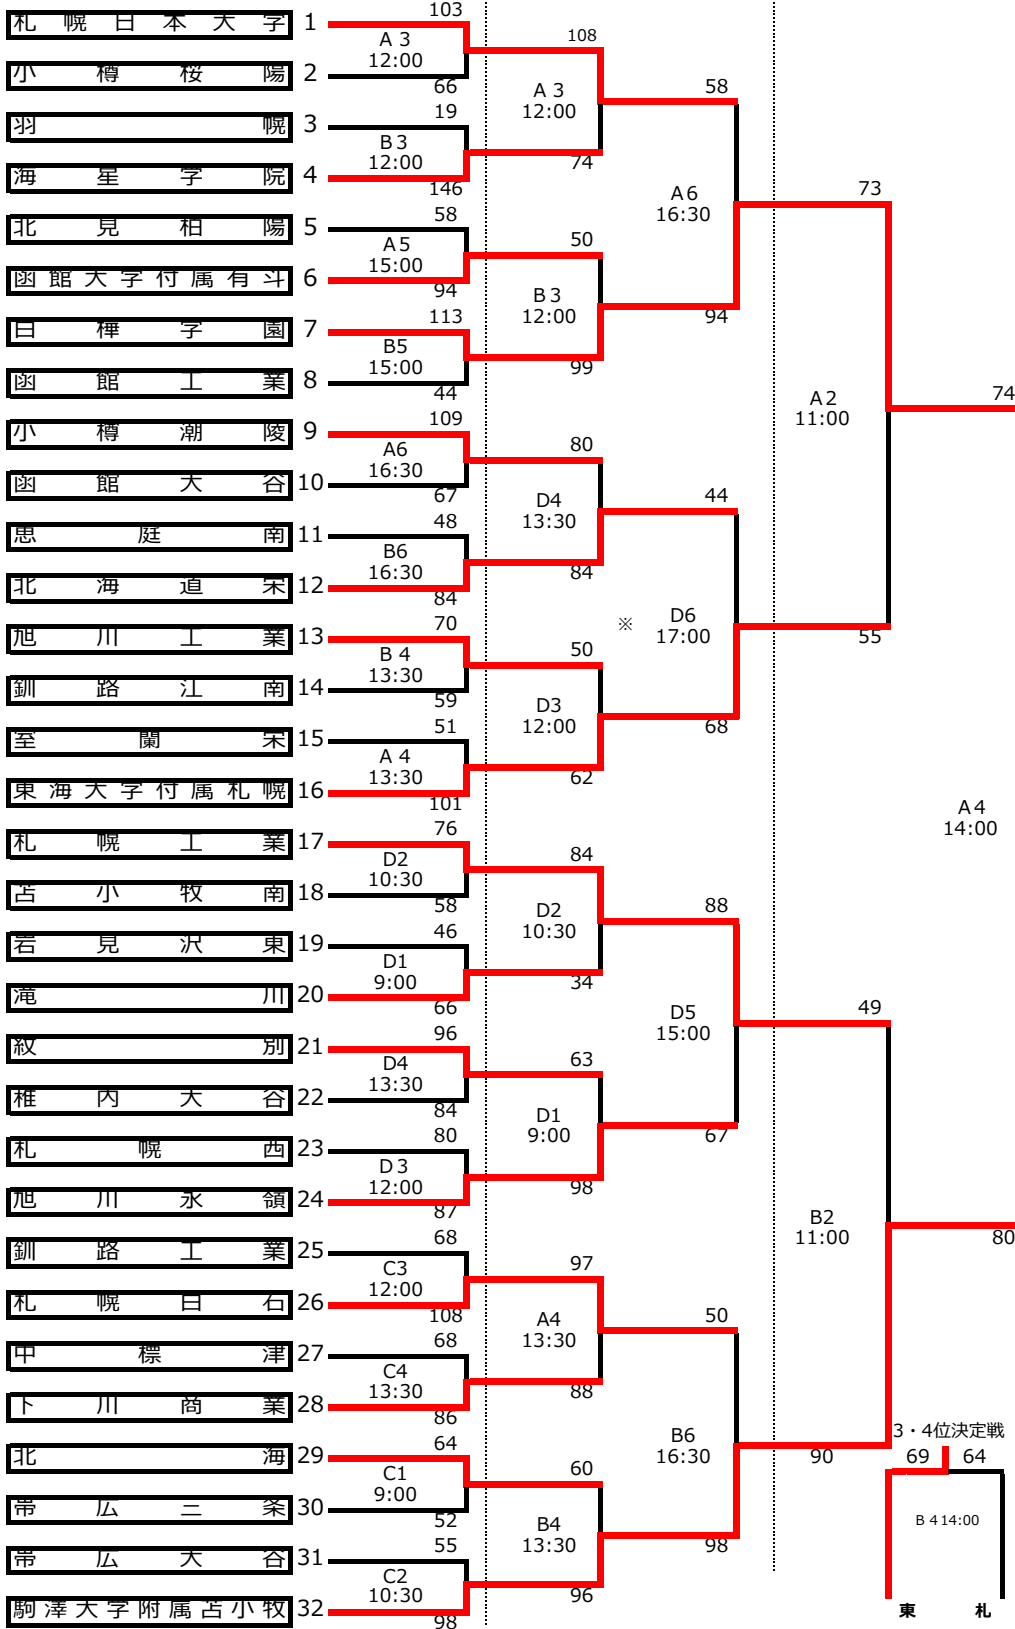 札幌日本大学 1 103
A 3
12:00
小樽桜陽 2 66
108
A 3
12:00
羽幌 3 19
B 3
12:00
海星学院 4 146
74
58
A 6
16:30
北見柏陽 5 58
A 5
15:00
函館大学付属有斗 6 94
50
B 3
12:00
白樺学園 7 113
B5
15:00
函館工業 8 44
99
94
73
A 2
11:00
小樽潮陵 9 109
A6
16:30
函館大谷 10 67
80
D4
13:30
恵庭南 11 48
B6
16:30
北海道栄 12 84
84
44
※ D6
17:00
旭川工業 13 70
B 4
13:30
釧路江南 14 59
50
D3
12:00
室蘭栄 15 51
A 4
13:30
東海大学付属札幌 16 101
62
68
55
74
A 4
14:00
札幌工業 17 76
D2
10:30
苫小牧南 18 58
84
D2
10:30
岩見沢東 19 46
D1
9:00
滝川 20 66
34
88
D5
15:00
紋別 21 96
D4
13:30
稚内大谷 22 84
63
D1
9:00
札幌西 23 80
D 3
12:00
旭川永嶺 24 87
98
67
49
B2
11:00
80
釧路工業 25 68
C3
12:00
札幌白石 26 108
97
A4
13:30
中標津 27 68
C4
13:30
下川商業 28 86
88
50
B6
16:30
北海 29 64
C1
9:00
帯広三条 30 52
60
B4
13:30
帯広大谷 31 55
C2
10:30
駒澤大学附属苫小牧 32 98
96
98
90
3・4位決定戦
69 64
B 4 14:00
東 札